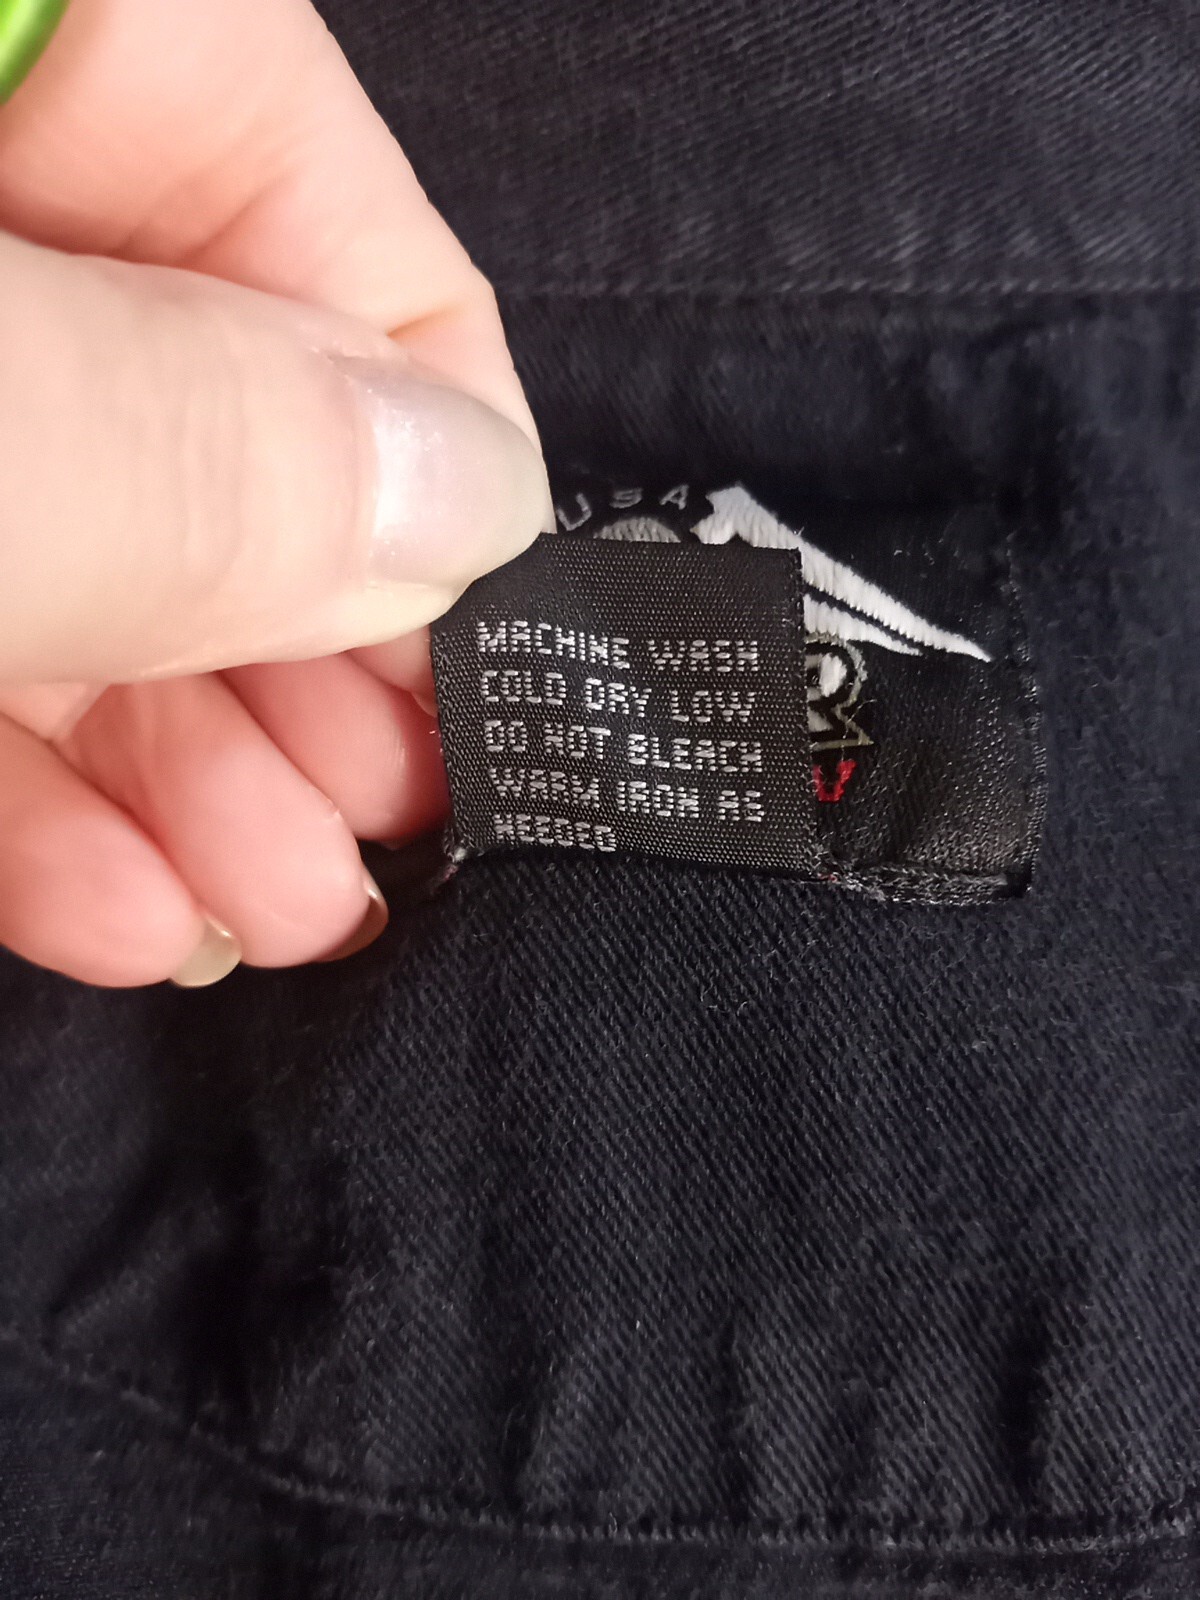 USA
MACHINE WASH
COLD DRY LOW
DO NOT BLEACH
WARM IRON AS
NEEDED